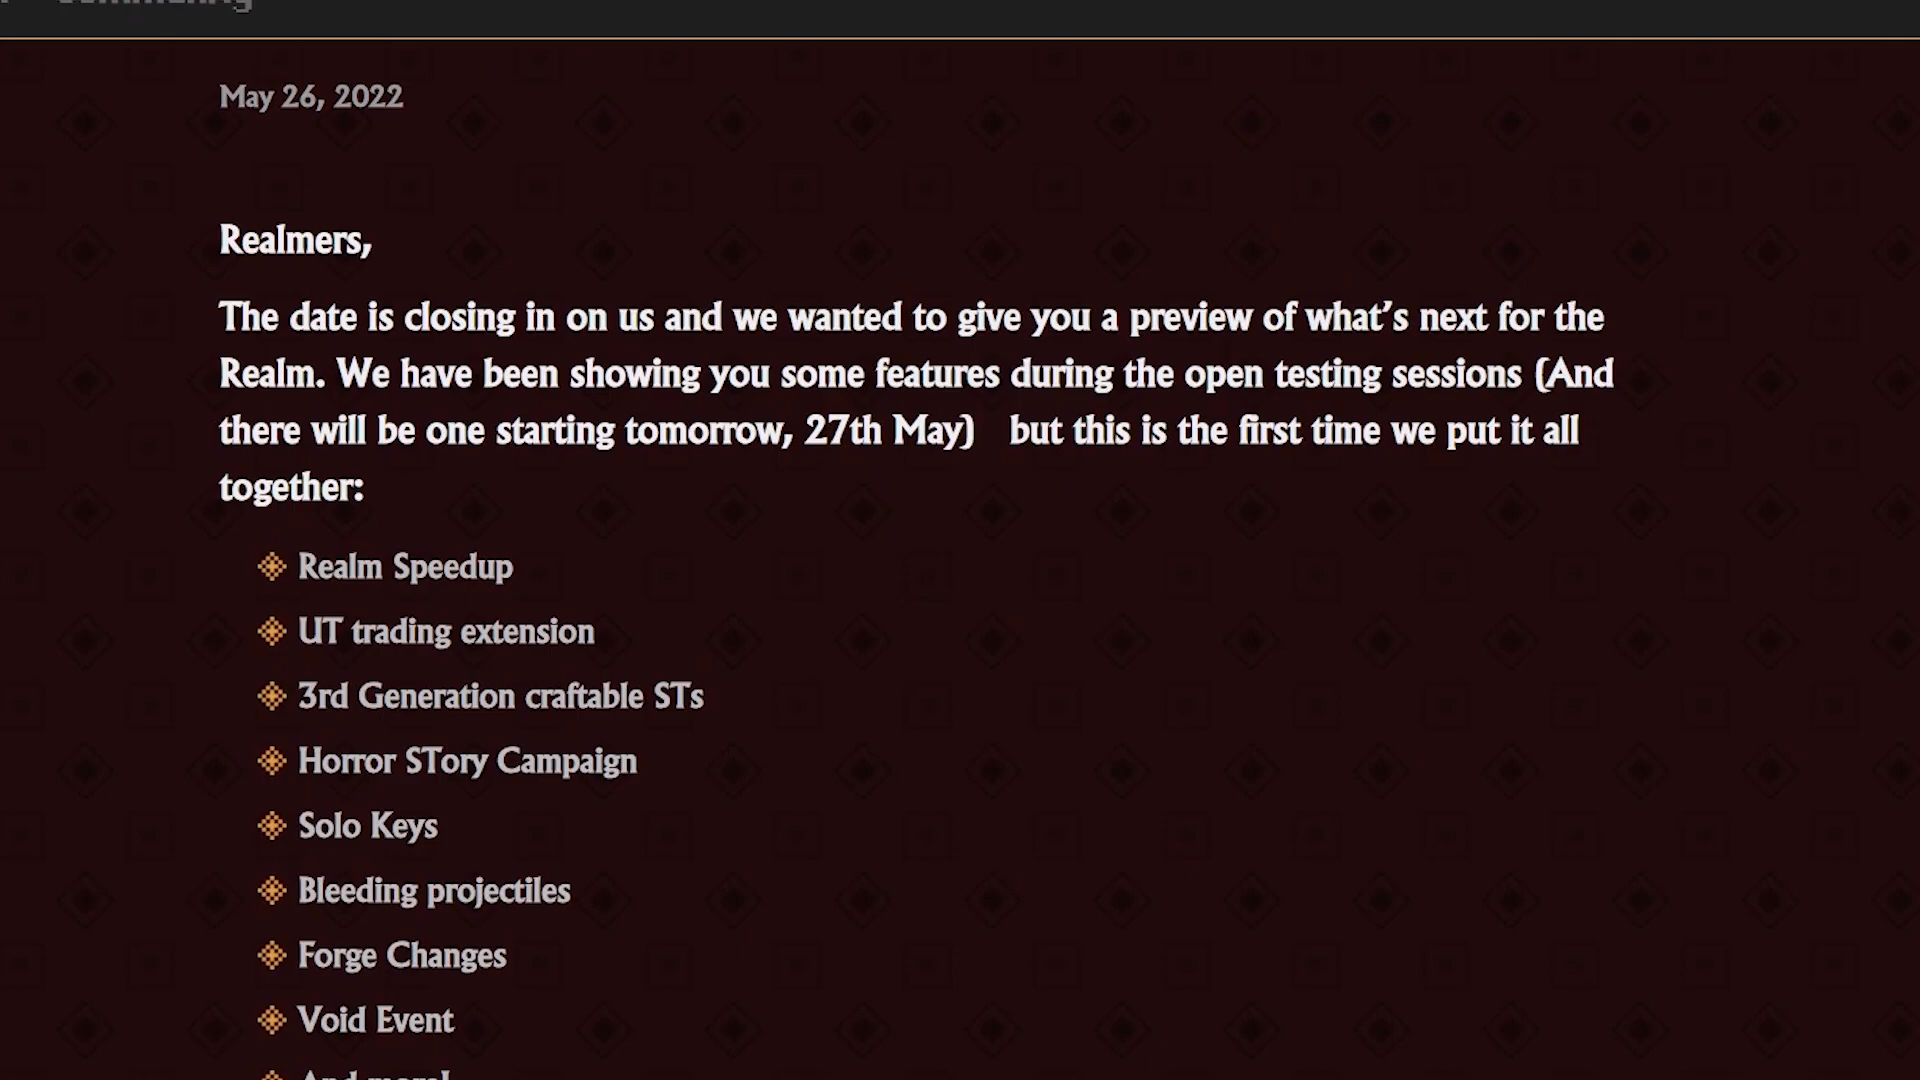 Community
May 26, 2022
Realmers,
The date is closing in on us and we wanted to give you a preview of what’s next for the
Realm. We have been showing you some features during the open testing sessions (And
there will be one starting tomorrow, 27th May) but this is the first time we put it all
together:
Realm Speedup
UT trading extension
3rd Generation craftable STs
Horror STory Campaign
Solo Keys
Bleeding projectiles
Forge Changes
Void Event
And more!